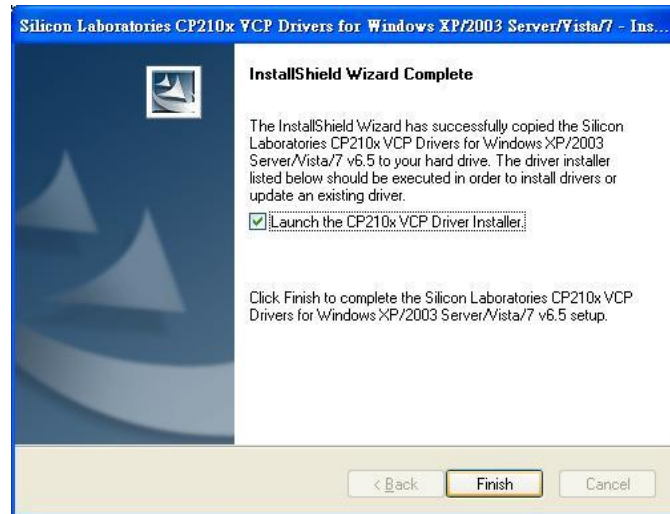 Silicon Laboratories CP210x VCP Drivers for Windows XP/2003 Server/Vista/7 - Ins...
InstallShield Wizard Complete
The InstallShield Wizard has successfully copied the Silicon
Laboratories CP210x VCP Drivers for Windows XP/2003
Server/Vista/7 v6.5 to your hard drive. The driver installer
listed below should be executed in order to install drivers or
update an existing driver.
Launch the CP210x VCP Driver Installer.
Click Finish to complete the Silicon Laboratories CP210x VCP
Drivers for Windows XP/2003 Server/Vista/7 v6.5 setup.
< Back Finish Cancel